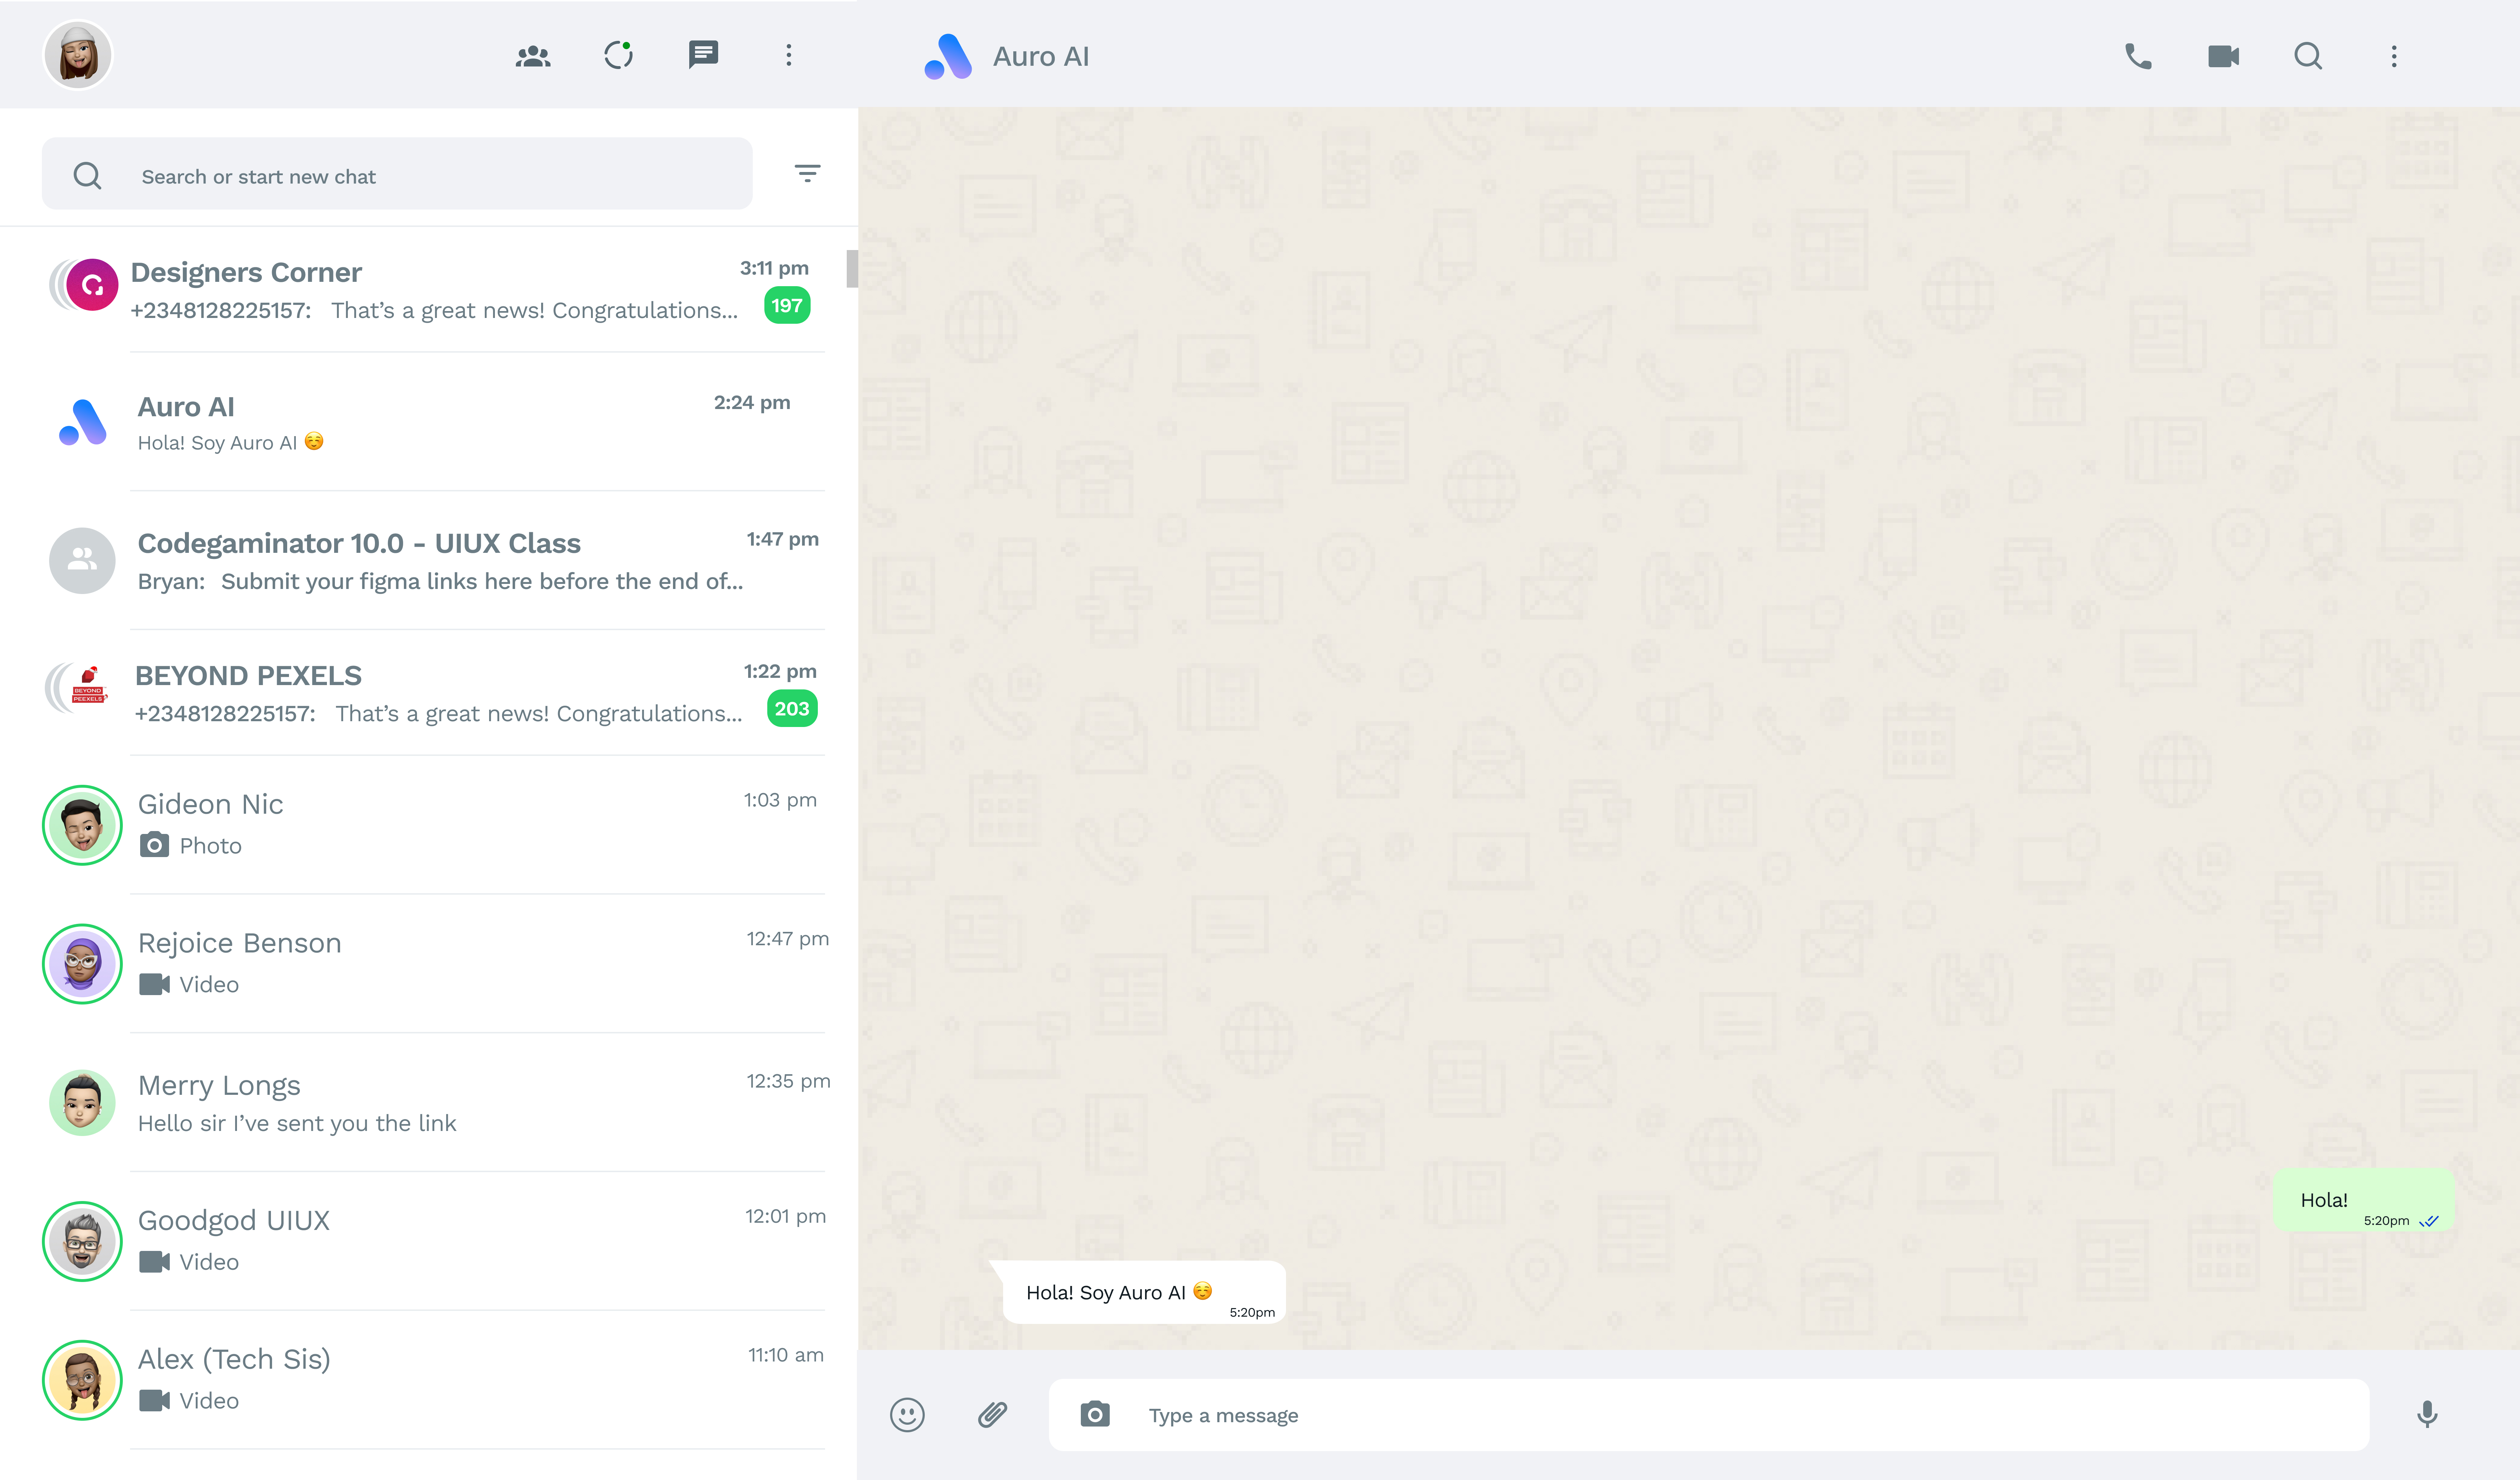 Auro AI
Search or start new chat
Designers Corner 3:11 pm
+2348128225157: That’s a great news! Congratulations... 197
Auro AI 2:24 pm
Hola! Soy Auro AI ☺️
Codegaminator 10.0 - UIUX Class 1:47 pm
Bryan: Submit your figma links here before the end of...
BEYOND PEXELS 1:22 pm
BEYOND
PEEXELS
+2348128225157: That’s a great news! Congratulations... 203
Gideon Nic 1:03 pm
Photo
Rejoice Benson 12:47 pm
Video
Merry Longs 12:35 pm
Hello sir I’ve sent you the link
Goodgod UIUX 12:01 pm
Video
Alex (Tech Sis) 11:10 am
Video
Hola!
5:20pm
Hola! Soy Auro AI ☺️
5:20pm
Type a message